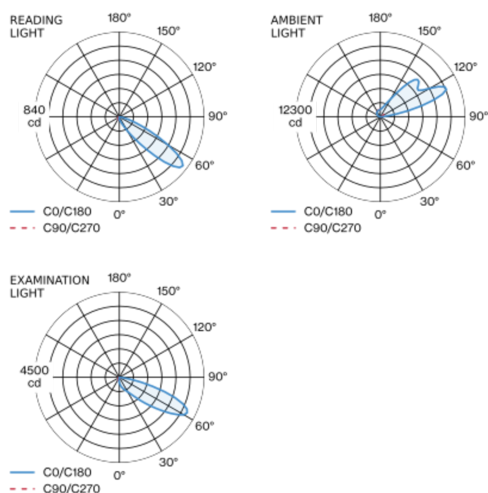 READING
LIGHT
180°
150°
120°
840
cd
90°
60°
30°
0°
C0/C180
C90/C270
AMBIENT
LIGHT
180°
150°
120°
12300
cd
90°
60°
30°
0°
C0/C180
C90/C270
EXAMINATION
LIGHT
180°
150°
120°
4500
cd
90°
60°
30°
0°
C0/C180
C90/C270